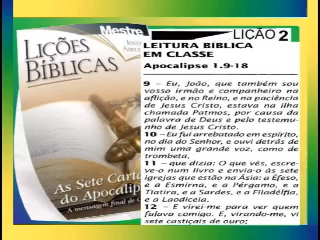 Mestre
LIÇÕES
BÍBLICAS
As Sete Cartas
do Apocalipse
A mensagem final de
LIÇÃO 2
LEITURA BÍBLICA
EM CLASSE
Apocalipse 1.9-18
9 – Eu, João, que também sou
vosso irmão e companheiro na
aflição, e no Reino, e na paciência
de Jesus Cristo, estava na ilha
chamada Patmos, por causa da
palavra de Deus e pelo testemu-
nho de Jesus Cristo.
10 – Eu fui arrebatado em espírito,
no dia do Senhor, e ouvi detrás de
mim uma grande voz, como de
trombeta,
11 – que dizia: O que vês, escre-
ve-o num livro e envia-o às sete
igrejas que estão na Ásia: a Éfeso,
e a Esmirna, e a Pérgamo, e a
Tiatira, e a Sardes, e a Filadélfia,
e a Laodiceia.
12 – E virei-me para ver quem
falava comigo. E, virando-me, vi
sete castiçais de ouro;